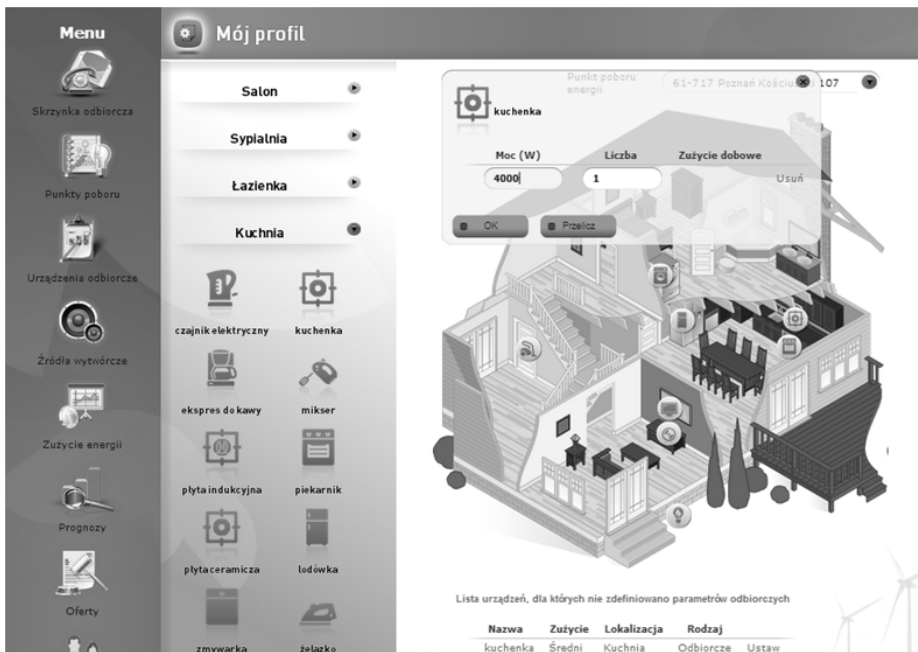 Menu
Skrzynka odbiorcza
Punkty poboru
Urządzenia odbiorcze
Źródła wytwórcze
Zużycie energii
Prognozy
Oferty
Mój profil
Salon
Sypialnia
Łazienka
Kuchnia
czajnik elektryczny kuchenka
ekspres do kawy mikser
płyta indukcyjna piekarnik
płyta ceramicza lodówka
zmywarka żelazko
Punkt poboru energii
61-717 Poznań 107
kuchenka
Moc (W) Liczba Zużycie dobowe
4000 1 Usuń
OK Przelicz
Lista urządzeń, dla których nie zdefiniowano parametrów odbiorczych
Nazwa Zużycie Lokalizacja Rodzaj
kuchenka Średni Kuchnia Odbiorcze Ustaw